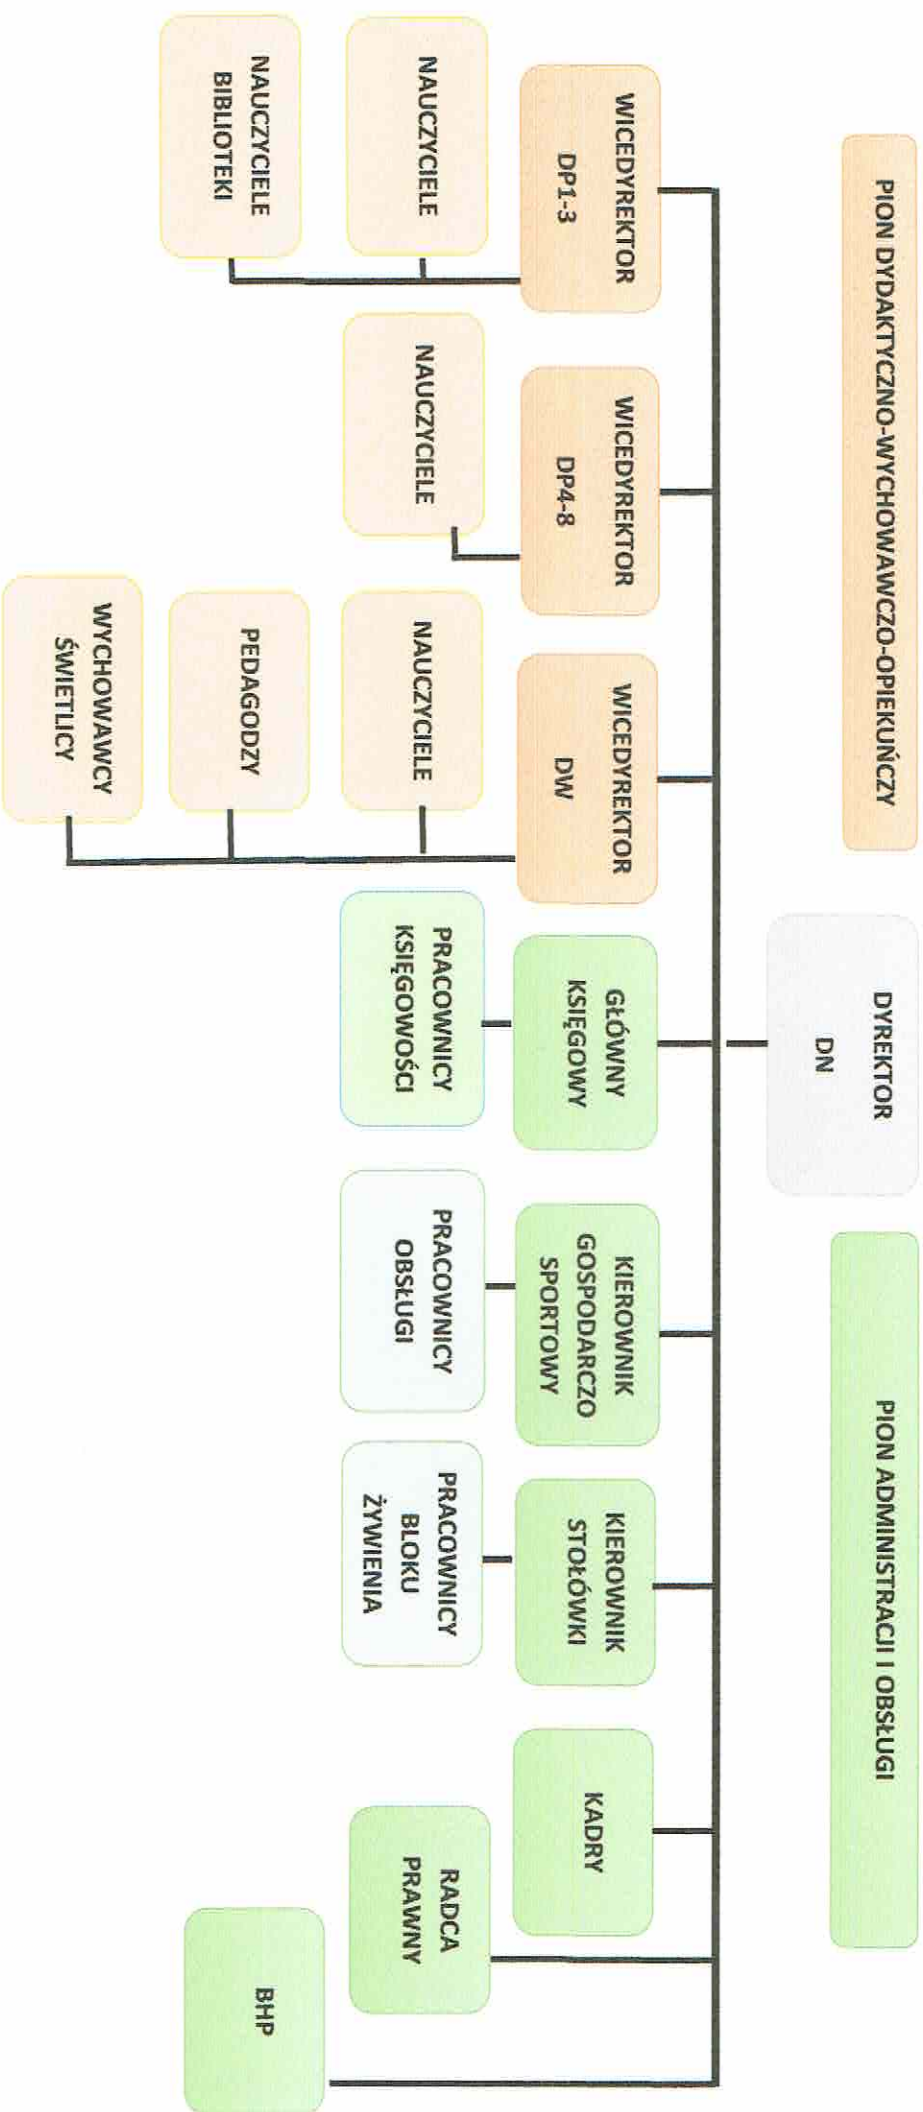 PION DYDAKTYCZNO-WYCHOWAWCZO-OPIEKUŃCZY
DYREKTOR
DN
PION ADMINISTRACJI I OBSŁUGI
WICEDYREKTOR
DP1-3
WICEDYREKTOR
DP4-8
WICEDYREKTOR
DW
GŁÓWNY
KSIĘGOWY
KIEROWNIK
GOSPODARCZO
SPORTOWY
KIEROWNIK
STOŁÓWKI
KADRY
NAUCZYCIELE
NAUCZYCIELE
NAUCZYCIELE
PRACOWNICY
KSIĘGOWOŚCI
PRACOWNICY
OBSŁUGI
PRACOWNICY
BLOKU
ŻYWIENIA
RADCA
PRAWNY
NAUCZYCIELE
BIBLIOTEKI
PEDAGODZY
BHP
WYCHOWAWCY
ŚWIETLICY